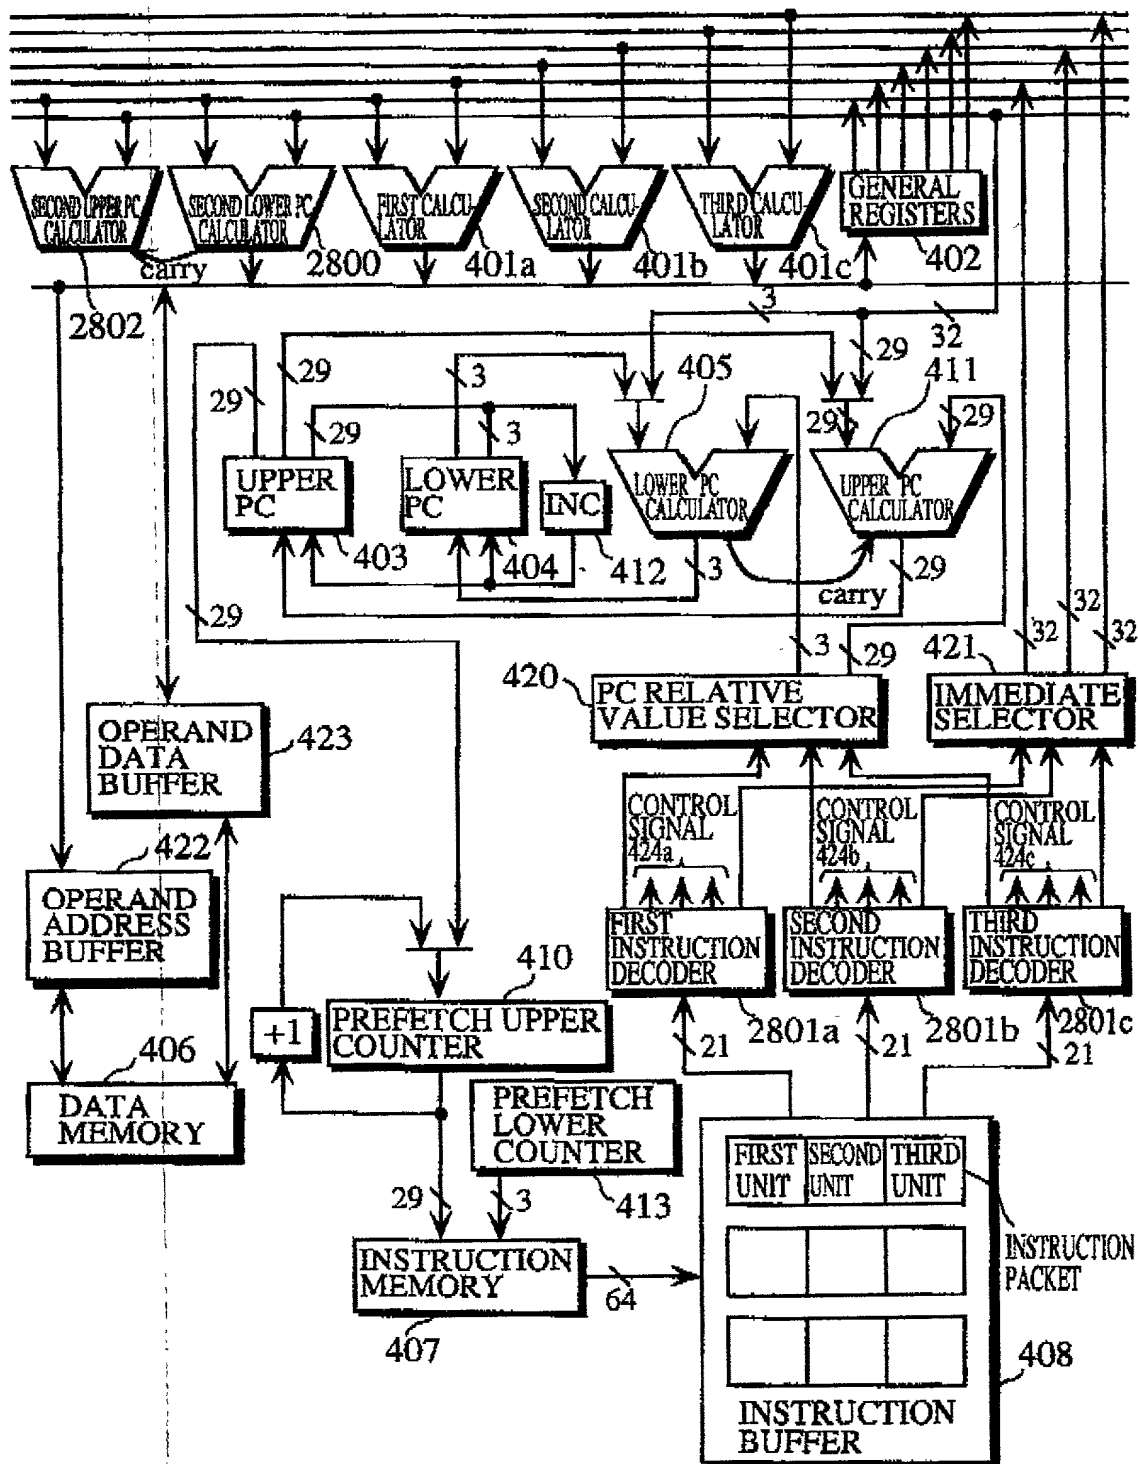 SECOND UPPER PC
CALCULATOR
SECOND LOWER PC
CALCULATOR
FIRST CALCU-
LATOR
SECOND CALCU-
LATOR
THIRD CALCU-
LATOR
GENERAL
REGISTERS
carry
2800
401a
401b
401c
402
2802
3
32
29
29
29
3
405
29
411
29
3
29
29
UPPER
PC
LOWER
PC
INC
LOWER PC
CALCULATOR
UPPER PC
CALCULATOR
403
404
412
3
carry
29
29
3
29
32
32
32
420
PC RELATIVE
VALUE SELECTOR
421
IMMEDIATE
SELECTOR
OPERAND
DATA
BUFFER
423
CONTROL
SIGNAL
424a
CONTROL
SIGNAL
424b
CONTROL
SIGNAL
424c
422
OPERAND
ADDRESS
BUFFER
FIRST
INSTRUCTION
DECODER
SECOND
INSTRUCTION
DECODER
THIRD
INSTRUCTION
DECODER
2801a
2801b
2801c
21
21
21
410
+1
PREFETCH UPPER
COUNTER
406
DATA
MEMORY
PREFETCH
LOWER
COUNTER
413
29
3
FIRST
UNIT
SECOND
UNIT
THIRD
UNIT
INSTRUCTION
PACKET
INSTRUCTION
MEMORY
64
407
408
INSTRUCTION
BUFFER